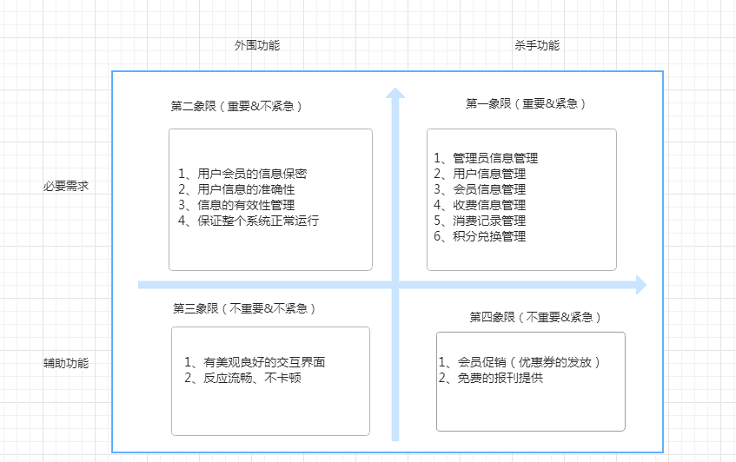 外围功能
杀手功能
第二象限（重要&不紧急）
第一象限（重要&紧急）
必要需求
1、用户会员的信息保密
2、用户信息的准确性
3、信息的有效性管理
4、保证整个系统正常运行
1、管理员信息管理
2、用户信息管理
3、会员信息管理
4、收费信息管理
5、消费记录管理
6、积分兑换管理
第三象限（不重要&不紧急）
第四象限（不重要&紧急）
辅助功能
1、有美观良好的交互界面
2、反应流畅、不卡顿
1、会员促销（优惠券的发放）
2、免费的报刊提供